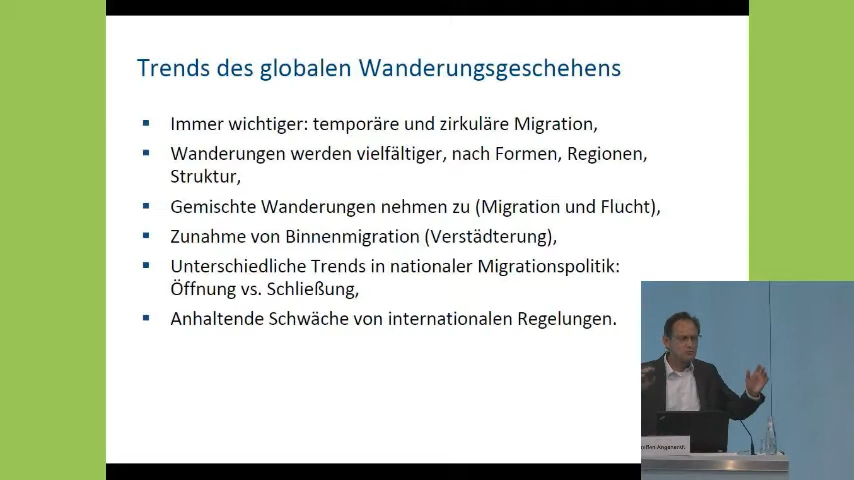 Trends des globalen Wanderungsgeschehens
Immer wichtiger: temporäre und zirkuläre Migration,
Wanderungen werden vielfältiger, nach Formen, Regionen,
Struktur,
Gemischte Wanderungen nehmen zu (Migration und Flucht),
Zunahme von Binnenmigration (Verstädterung),
Unterschiedliche Trends in nationaler Migrationspolitik:
Öffnung vs. Schließung,
Anhaltende Schwäche von internationalen Regelungen.
Angenendt